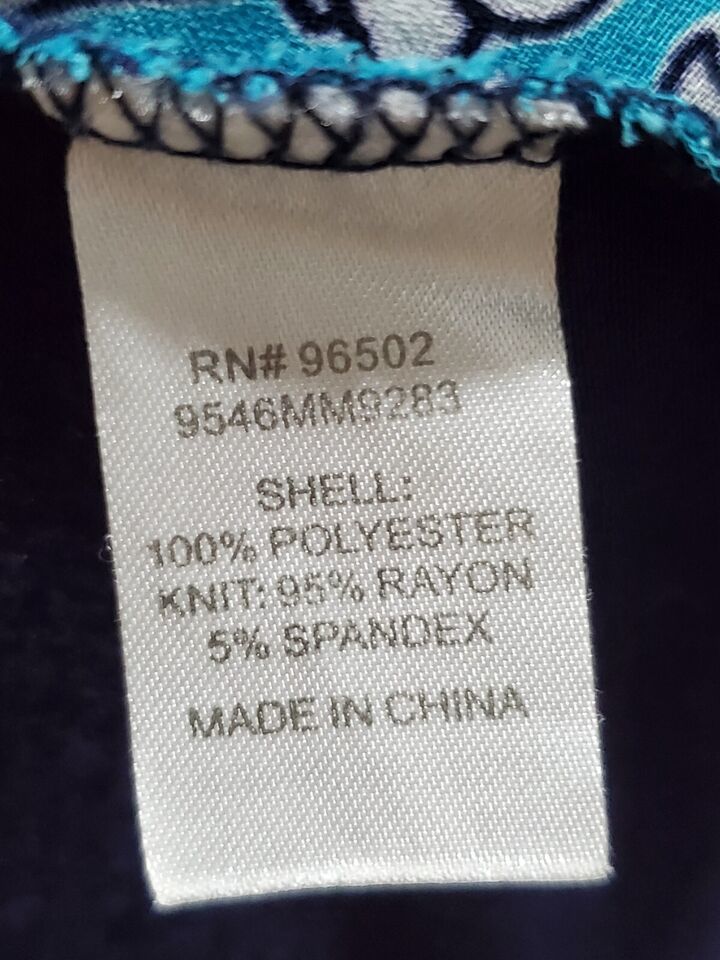 RN# 96502
9546MM9283
SHELL:
100% POLYESTER
KNIT: 95% RAYON
5% SPANDEX
MADE IN CHINA